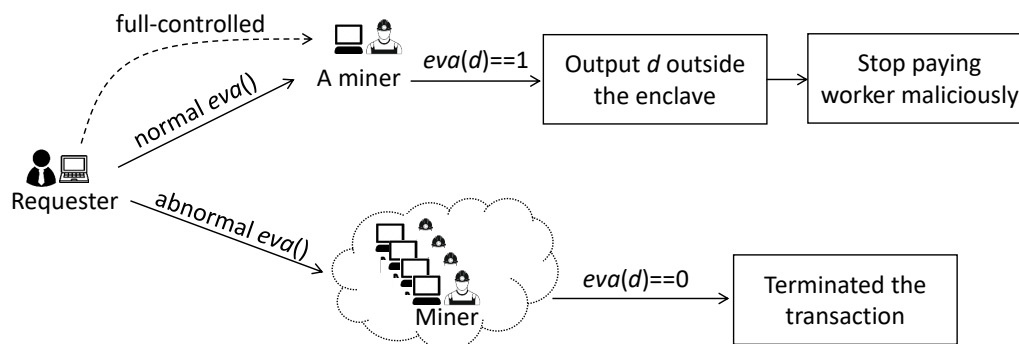 full-controlled
A miner
eva(d)==1
Output d outside
the enclave
Stop paying
worker maliciously
normal eva()
Requester
abnormal eva()
Miner
eva(d)==0
Terminated the
transaction